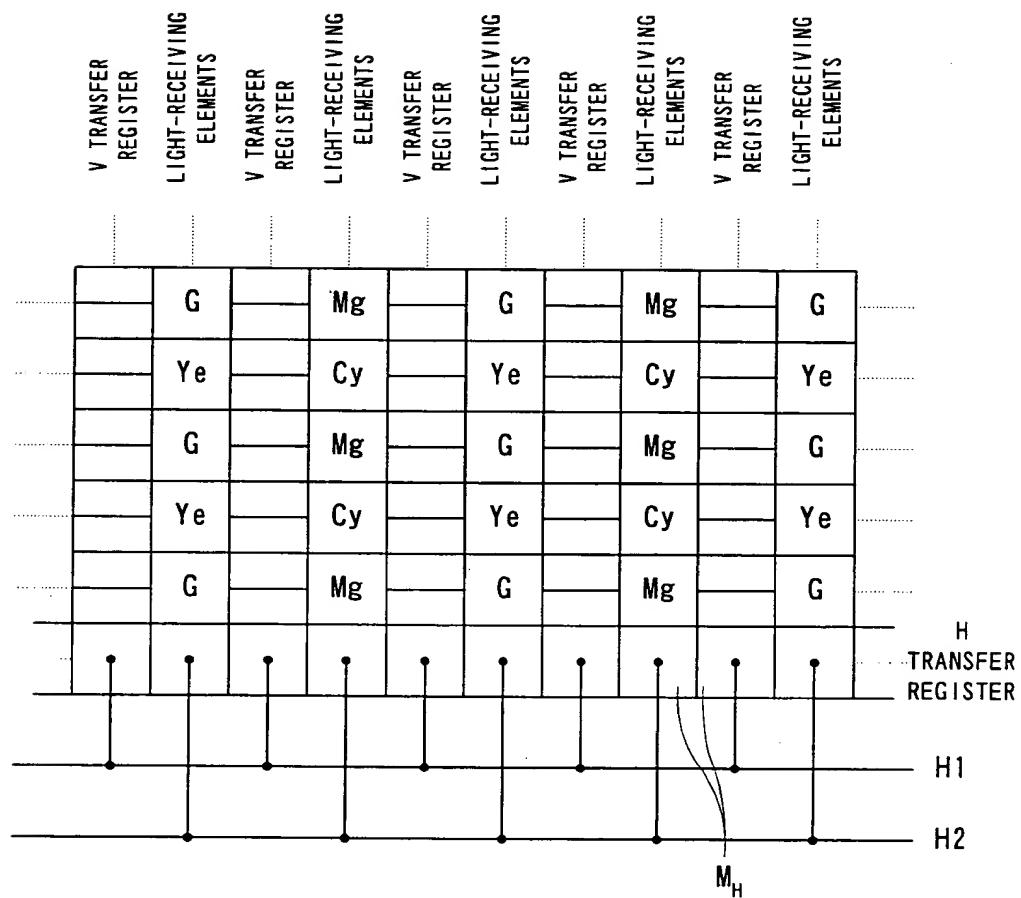 V TRANSFER
REGISTER
LIGHT-RECEIVING
ELEMENTS
V TRANSFER
REGISTER
LIGHT-RECEIVING
ELEMENTS
V TRANSFER
REGISTER
LIGHT-RECEIVING
ELEMENTS
V TRANSFER
REGISTER
LIGHT-RECEIVING
ELEMENTS
V TRANSFER
REGISTER
LIGHT-RECEIVING
ELEMENTS
G Mg G Mg G
Ye Cy Ye Cy Ye
G Mg G Mg G
Ye Cy Ye Cy Ye
G Mg G Mg G
H
TRANSFER
REGISTER
H1
H2
MH